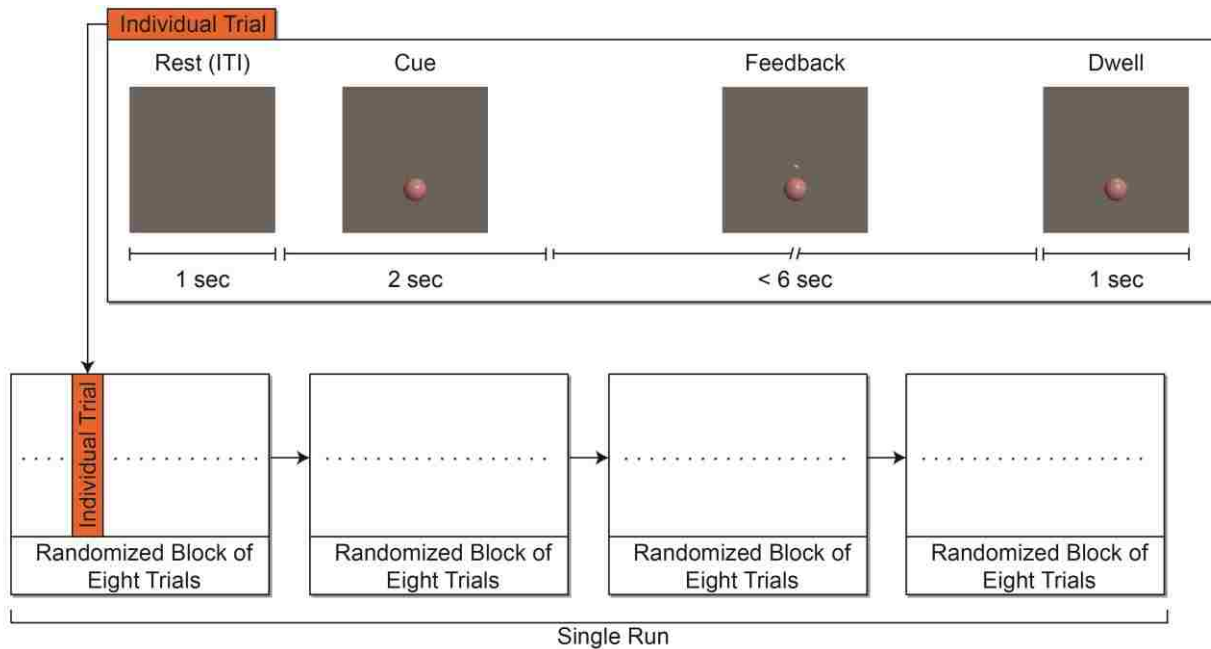 Individual Trial
Rest (ITI)
Cue
Feedback
Dwell
1 sec
2 sec
< 6 sec
1 sec
Individual Trial
Randomized Block of
Eight Trials
Randomized Block of
Eight Trials
Randomized Block of
Eight Trials
Randomized Block of
Eight Trials
Single Run